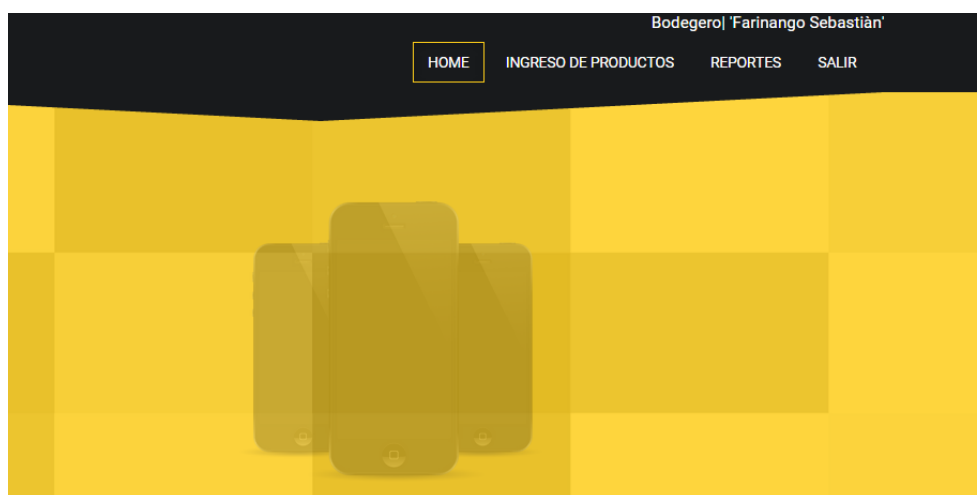 Bodegero| 'Farinango Sebastiàn'
HOME INGRESO DE PRODUCTOS REPORTES SALIR